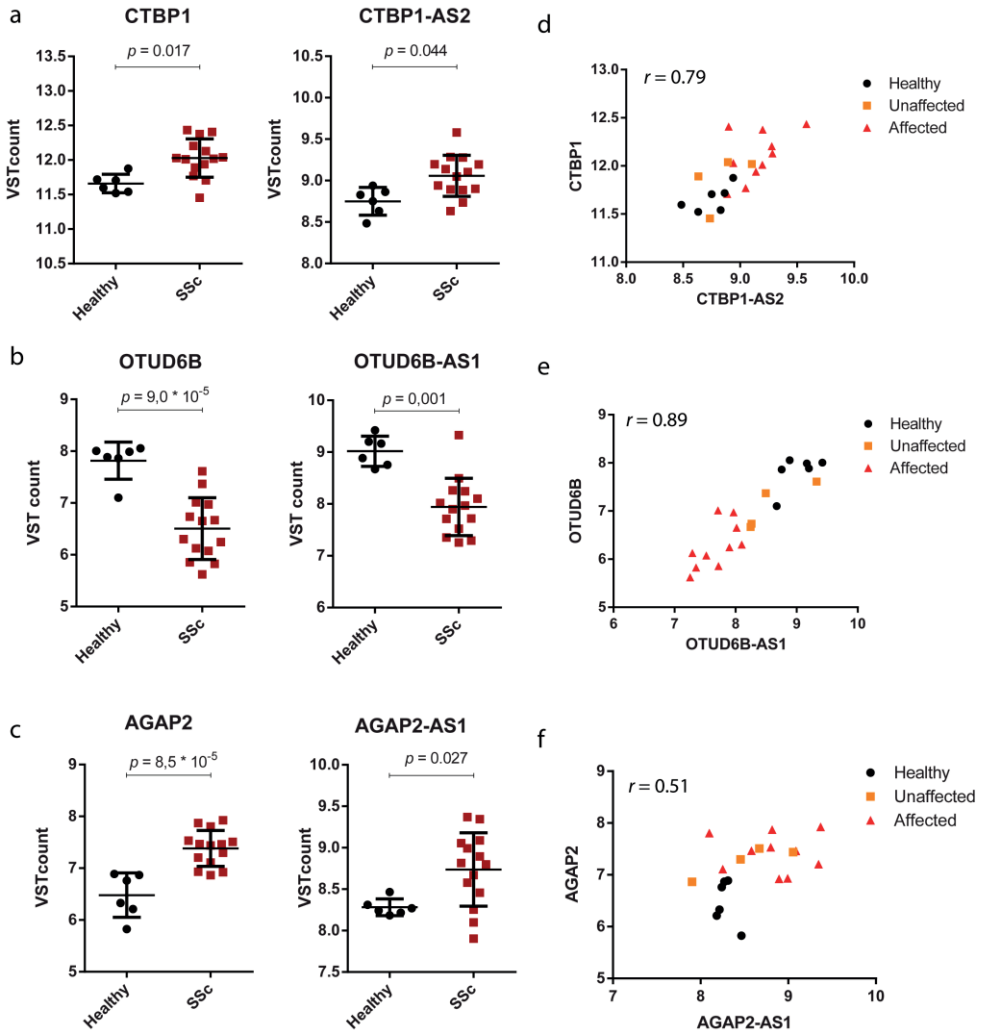 a
CTBP1
p = 0.017
VSTcount
13.5
13.0
12.5
12.0
11.5
11.0
10.5
Healthy
SSc
CTBP1-AS2
p = 0.044
VSTcount
10.5
10.0
9.5
9.0
8.5
8.0
Healthy
SSc
d
r = 0.79
Healthy
Unaffected
Affected
CTBP1
13.0
12.5
12.0
11.5
11.0
8.0 8.5 9.0 9.5 10.0
CTBP1-AS2
b
OTUD6B
p = 9,0 * 10-5
VST count
9
8
7
6
5
Healthy
SSc
OTUD6B-AS1
p = 0,001
VST count
10
9
8
7
6
Healthy
SSc
e
r = 0.89
Healthy
Unaffected
Affected
OTUD6B
9
8
7
6
5
6 7 8 9 10
OTUD6B-AS1
c
AGAP2
p = 8,5 * 10-5
VSTcount
9
8
7
6
5
Healthy
SSc
AGAP2-AS1
p = 0.027
VSTcount
10.0
9.5
9.0
8.5
8.0
7.5
Healthy
SSc
f
r = 0.51
Healthy
Unaffected
Affected
AGAP2
9
8
7
6
5
7 8 9 10
AGAP2-AS1